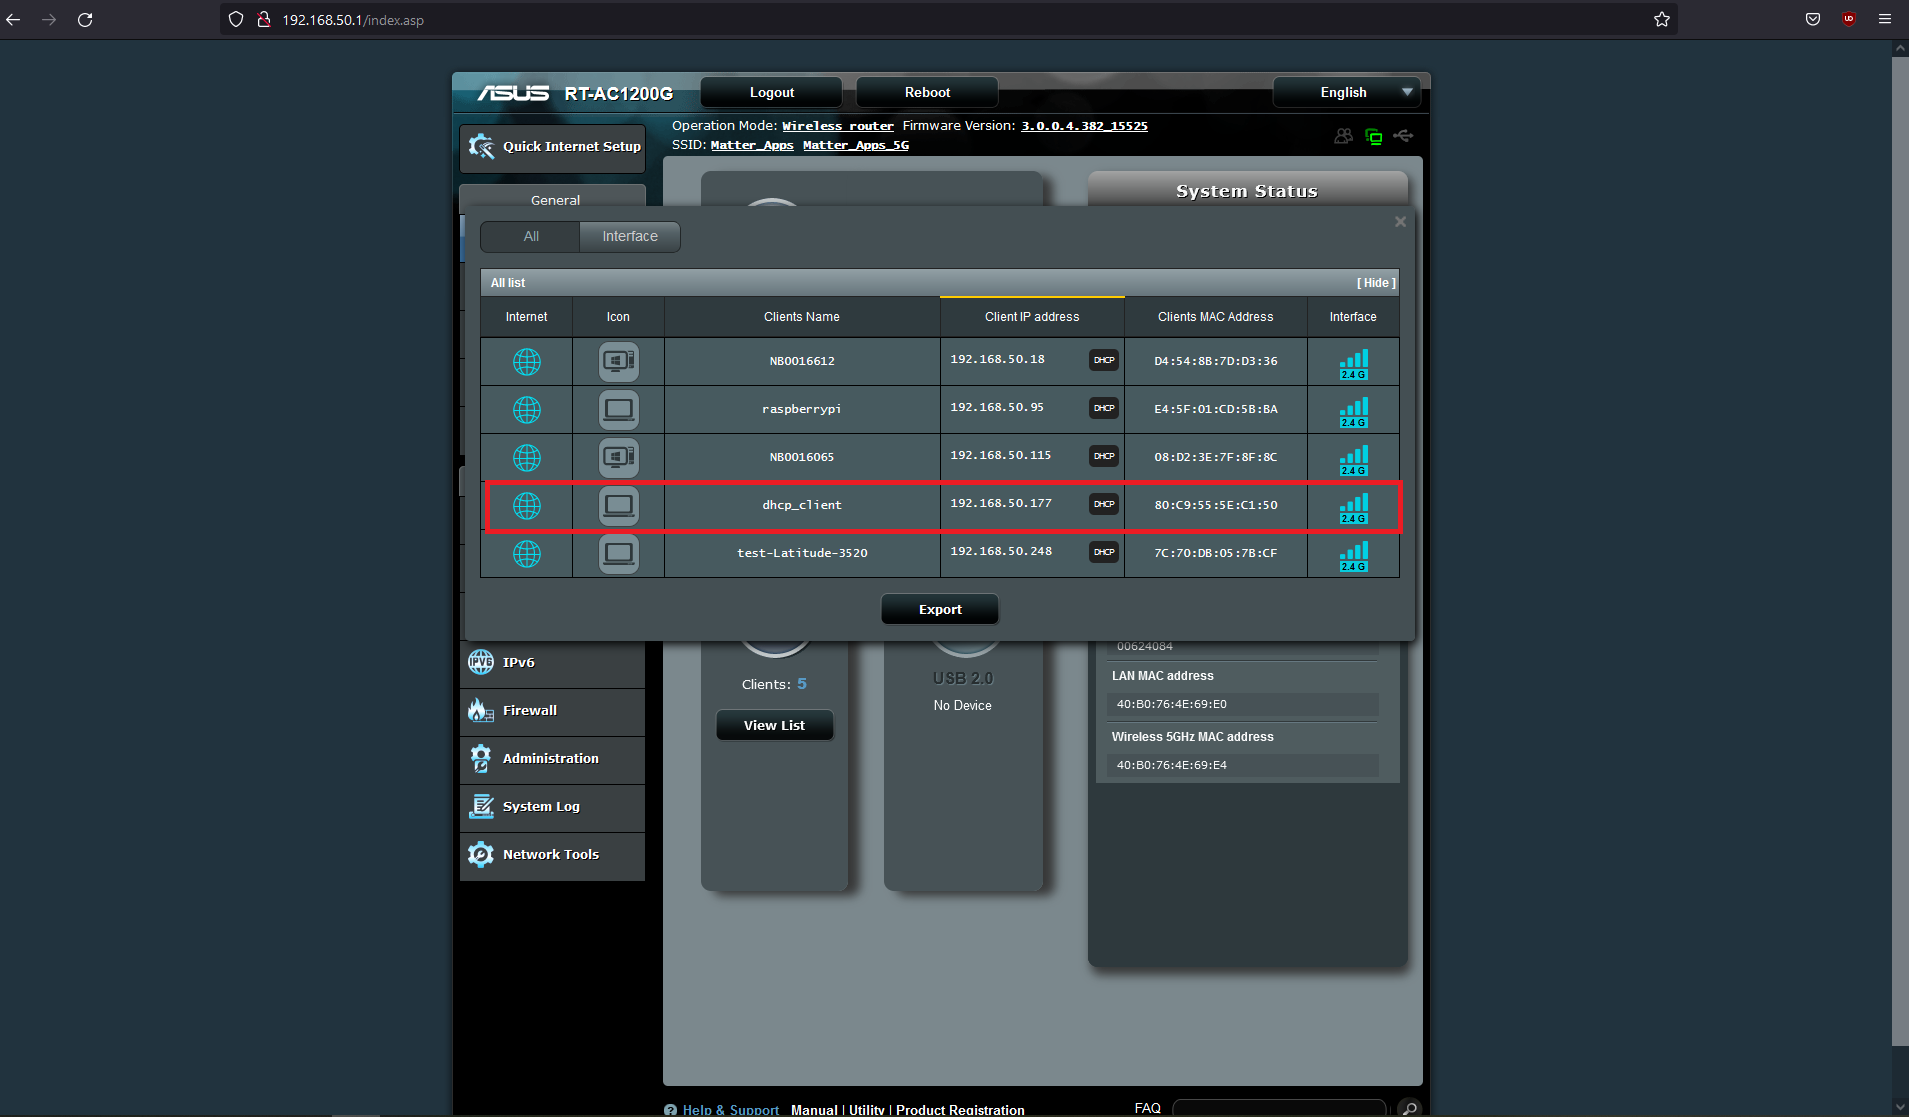 192.168.50.1/index.asp
ASUS RT-AC1200G Logout Reboot English
Operation Mode: Wireless router Firmware Version: 3.0.0.4.382_15525
SSID: Matter_Apps Matter_Apps_5G
Quick Internet Setup
General
System Status
All Interface
All list [ Hide ]
Internet Icon Clients Name Client IP address Clients MAC Address Interface
NB0016612 192.168.50.18 DHCP D4:54:8B:7D:D3:36 2.4 G
raspberrypi 192.168.50.95 DHCP E4:5F:01:CD:5B:BA 2.4 G
NB0016065 192.168.50.115 DHCP 08:D2:3E:7F:8F:8C 2.4 G
dhcp_client 192.168.50.177 DHCP 80:C9:55:5E:C1:50 2.4 G
test-Latitude-3520 192.168.50.248 DHCP 7C:70:DB:05:7B:CF 2.4 G
Export
IPv6
Firewall
Administration
System Log
Network Tools
Clients: 5
View List
USB 2.0
No Device
00624084
LAN MAC address
40:B0:76:4E:69:E0
Wireless 5GHz MAC address
40:B0:76:4E:69:E4
Help & Support Manual | Utility | Product Registration FAQ